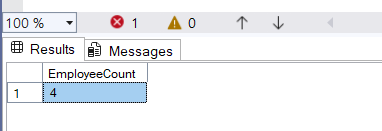 100 % 1 0
Results Messages
EmployeeCount
1 4